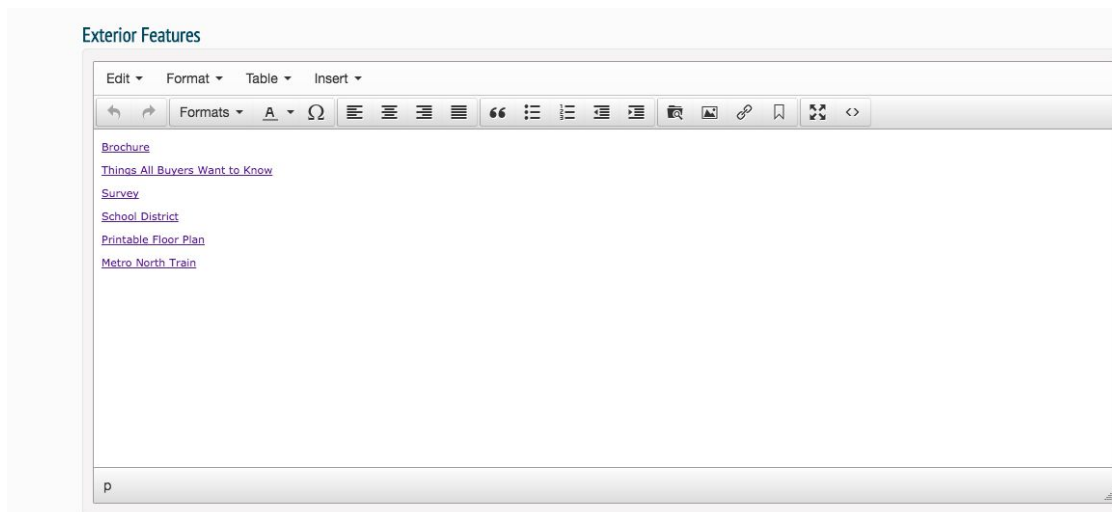 Exterior Features
Edit Format Table Insert
Formats A Ω
Brochure
Things All Buyers Want to Know
Survey
School District
Printable Floor Plan
Metro North Train
p